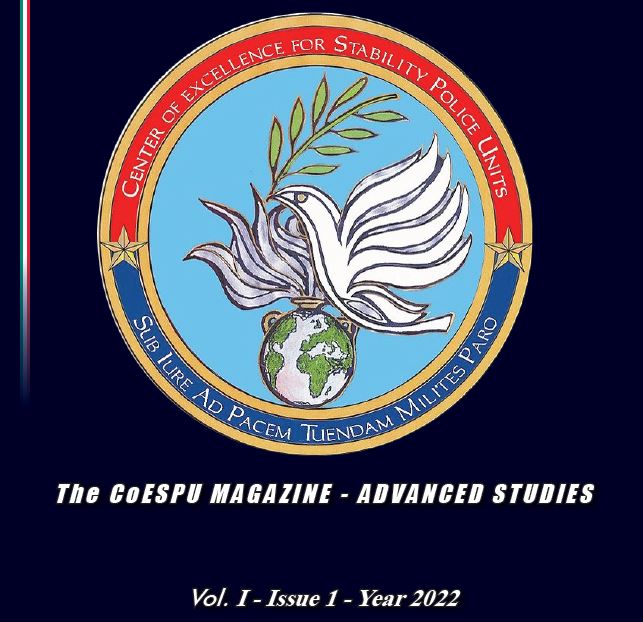 CENTER OF EXCELLENCE FOR STABILITY POLICE UNITS
SUB IURE AD PACEM TUENDAM MILITES PARO
The CoESPU MAGAZINE - ADVANCED STUDIES
Vol. I - Issue 1 - Year 2022